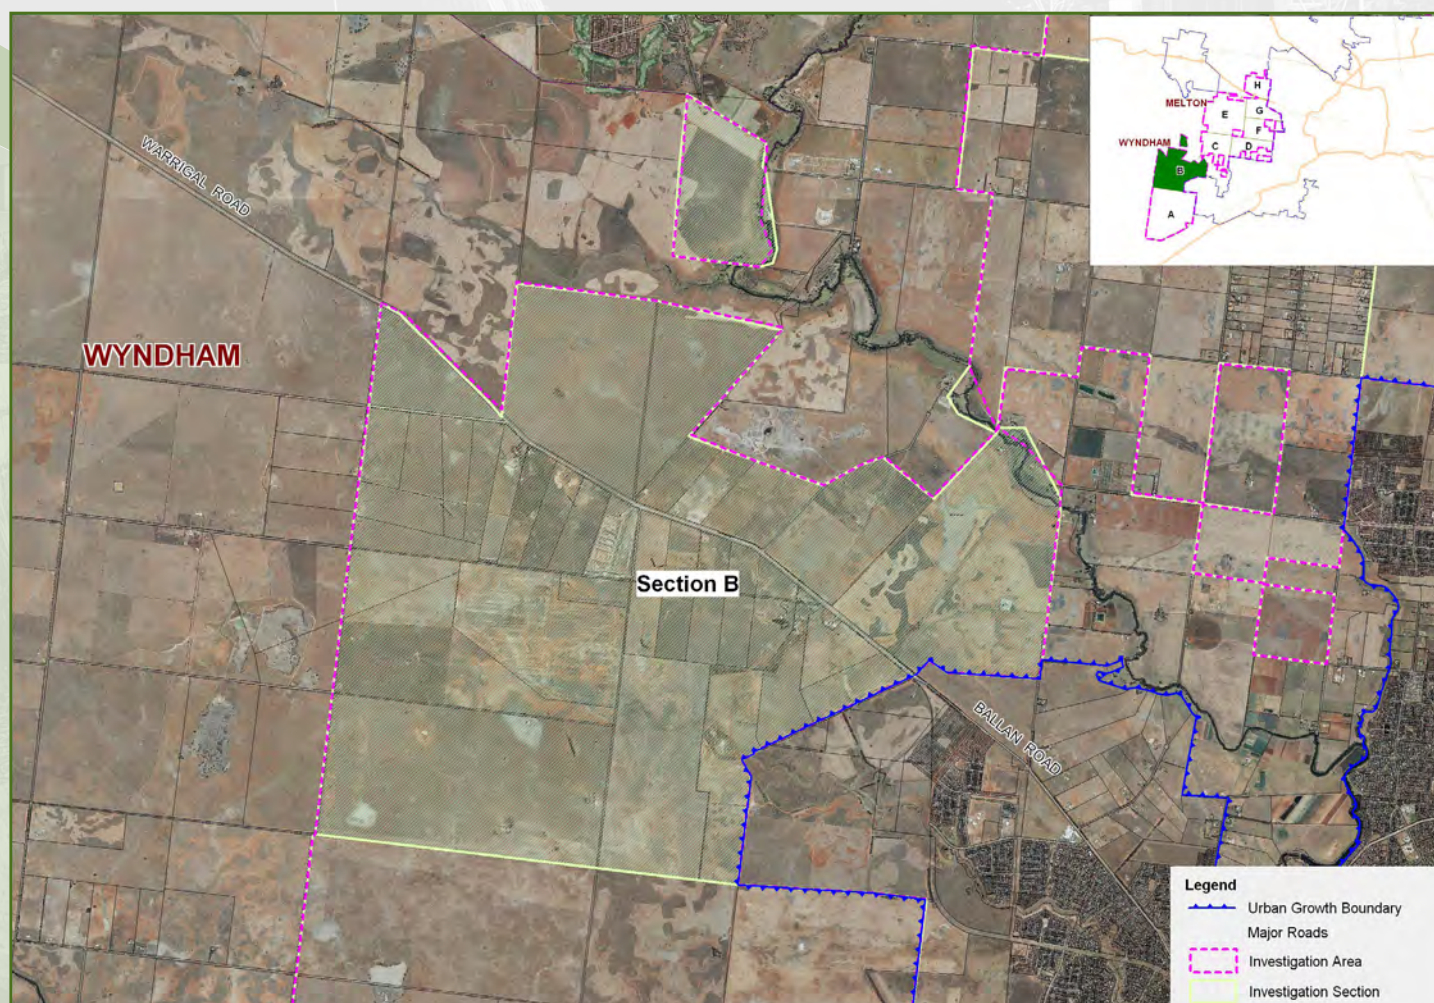 MELTON
WYNDHAM
H
G
E
F
C
D
B
A
WARRIGAL ROAD
WYNDHAM
Section B
BALLAN ROAD
Legend
Urban Growth Boundary
Major Roads
Investigation Area
Investigation Section